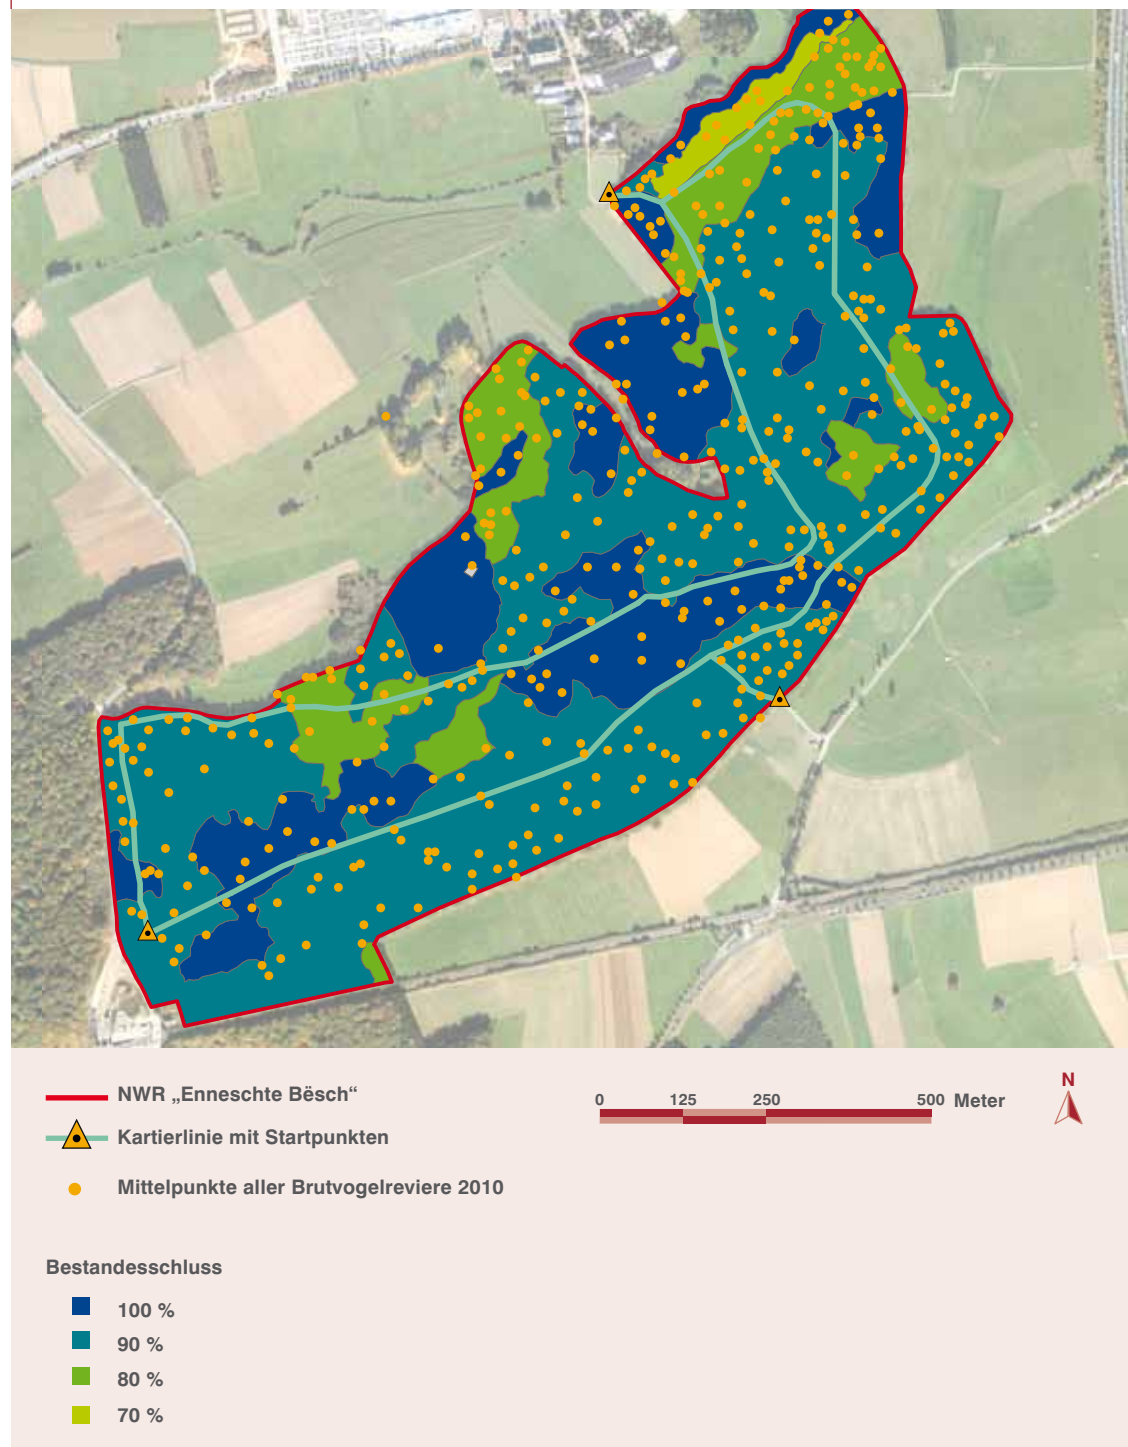 NWR „Enneschte Bësch“
Kartierlinie mit Startpunkten
Mittelpunkte aller Brutvogelreviere 2010
0 125 250 500 Meter
N
Bestandesschluss
100 %
90 %
80 %
70 %